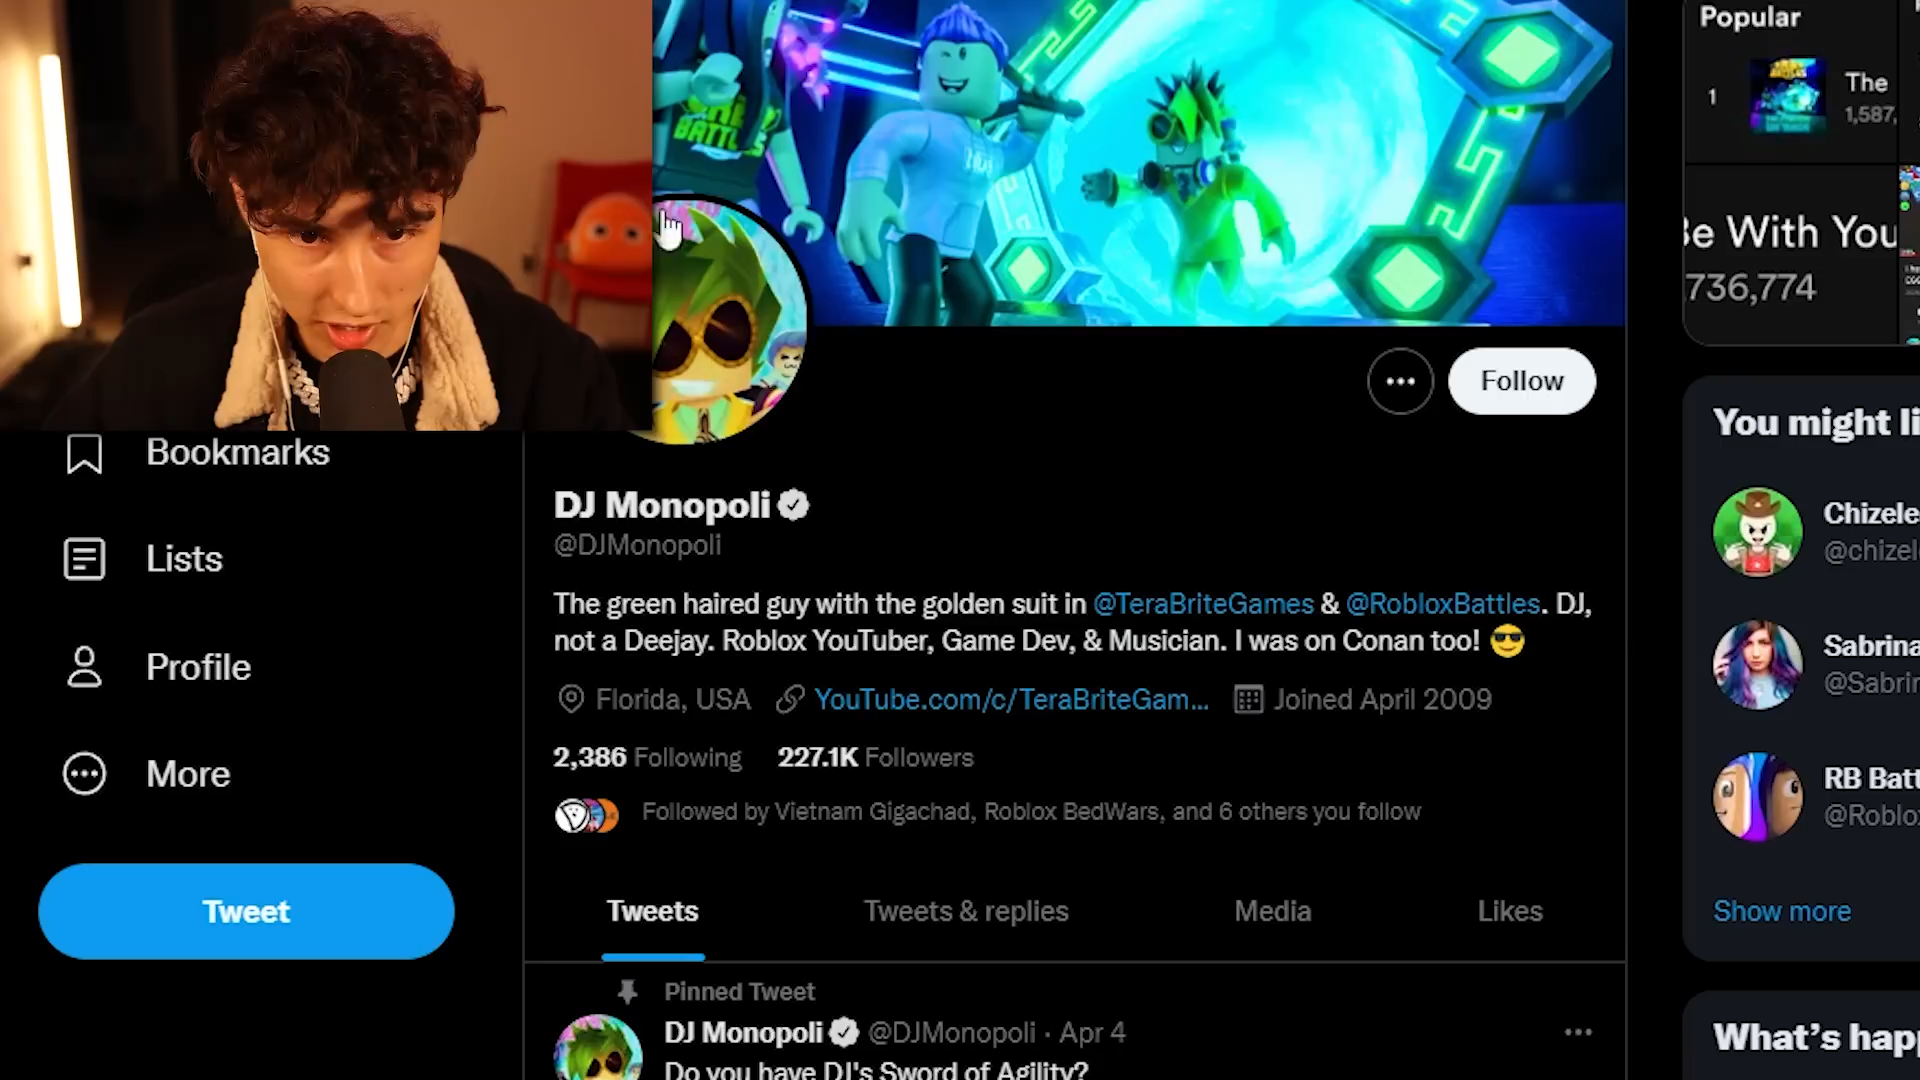 BATTLES
Bookmarks
Lists
Profile
More
Tweet
Follow
DJ Monopoli
@DJMonopoli
The green haired guy with the golden suit in @TeraBriteGames & @RobloxBattles. DJ,
not a Deejay. Roblox YouTuber, Game Dev, & Musician. I was on Conan too! 😎
Florida, USA YouTube.com/c/TeraBriteGam... Joined April 2009
2,386 Following 227.1K Followers
Followed by Vietnam Gigachad, Roblox BedWars, and 6 others you follow
Tweets Tweets & replies Media Likes
Pinned Tweet
DJ Monopoli @DJMonopoli · Apr 4
Do you have DJ's Sword of Agility?
Popular
1 The
1,587,
Be With You
736,774
You might li
Chizele
@chizel
Sabrina
@Sabrin
RB Batt
@Roblo
Show more
What's happ